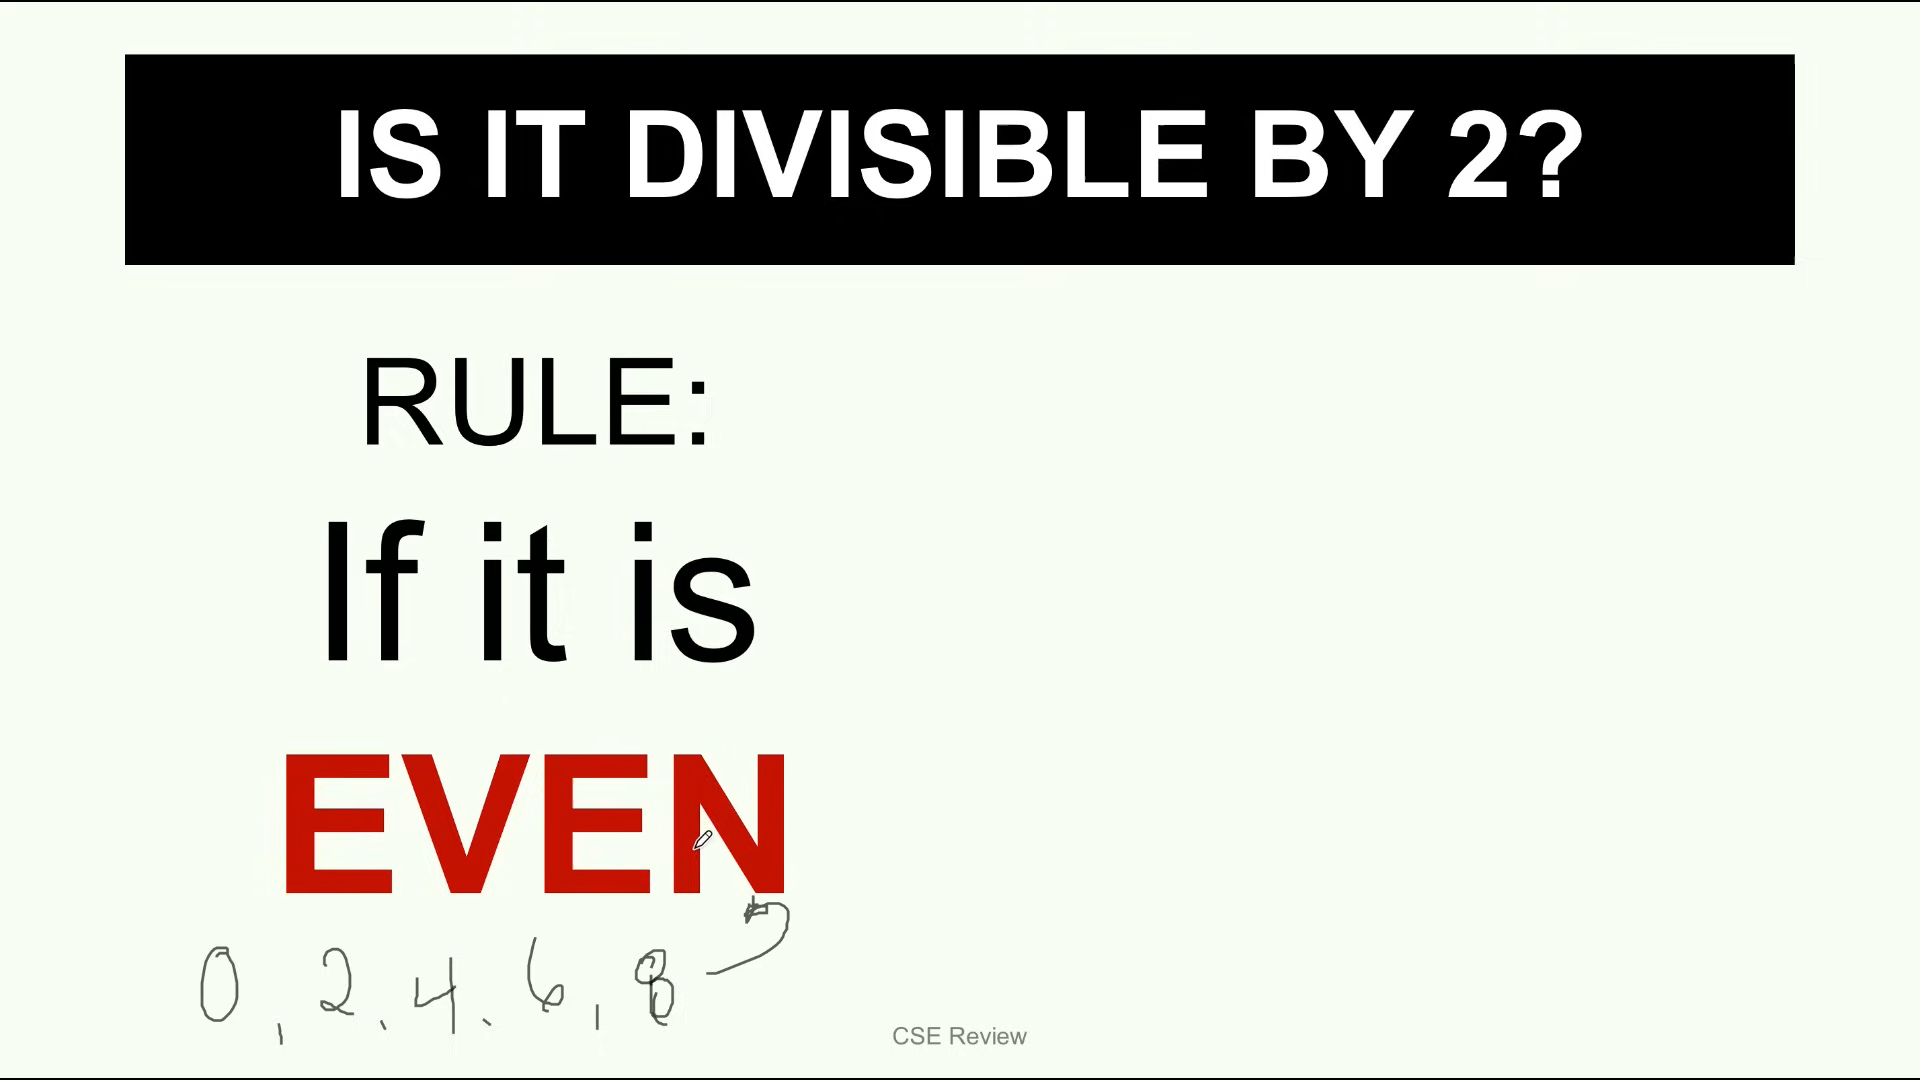 IS IT DIVISIBLE BY 2?
RULE:
If it is
EVEN
0, 2, 4, 6, 8
CSE Review